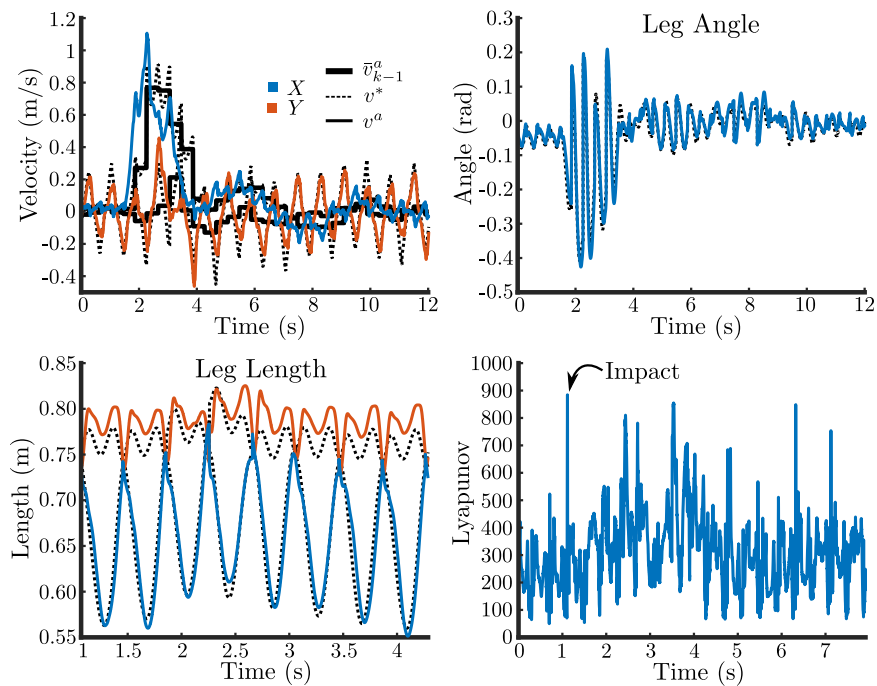 Velocity (m/s)
1.2
1
0.8
0.6
0.4
0.2
0
-0.2
-0.4
0 2 4 6 8 10 12
Time (s)
X
Y
v̄ᵃₖ₋₁
v*
vᵃ
Leg Angle
Angle (rad)
0.3
0.2
0.1
0
-0.1
-0.2
-0.3
-0.4
-0.5
0 2 4 6 8 10 12
Time (s)
Leg Length
Length (m)
0.85
0.80
0.75
0.70
0.65
0.60
0.55
1 1.5 2 2.5 3 3.5 4
Time (s)
Lyapunov
1000
900
800
700
600
500
400
300
200
100
0
Impact
0 1 2 3 4 5 6 7
Time (s)